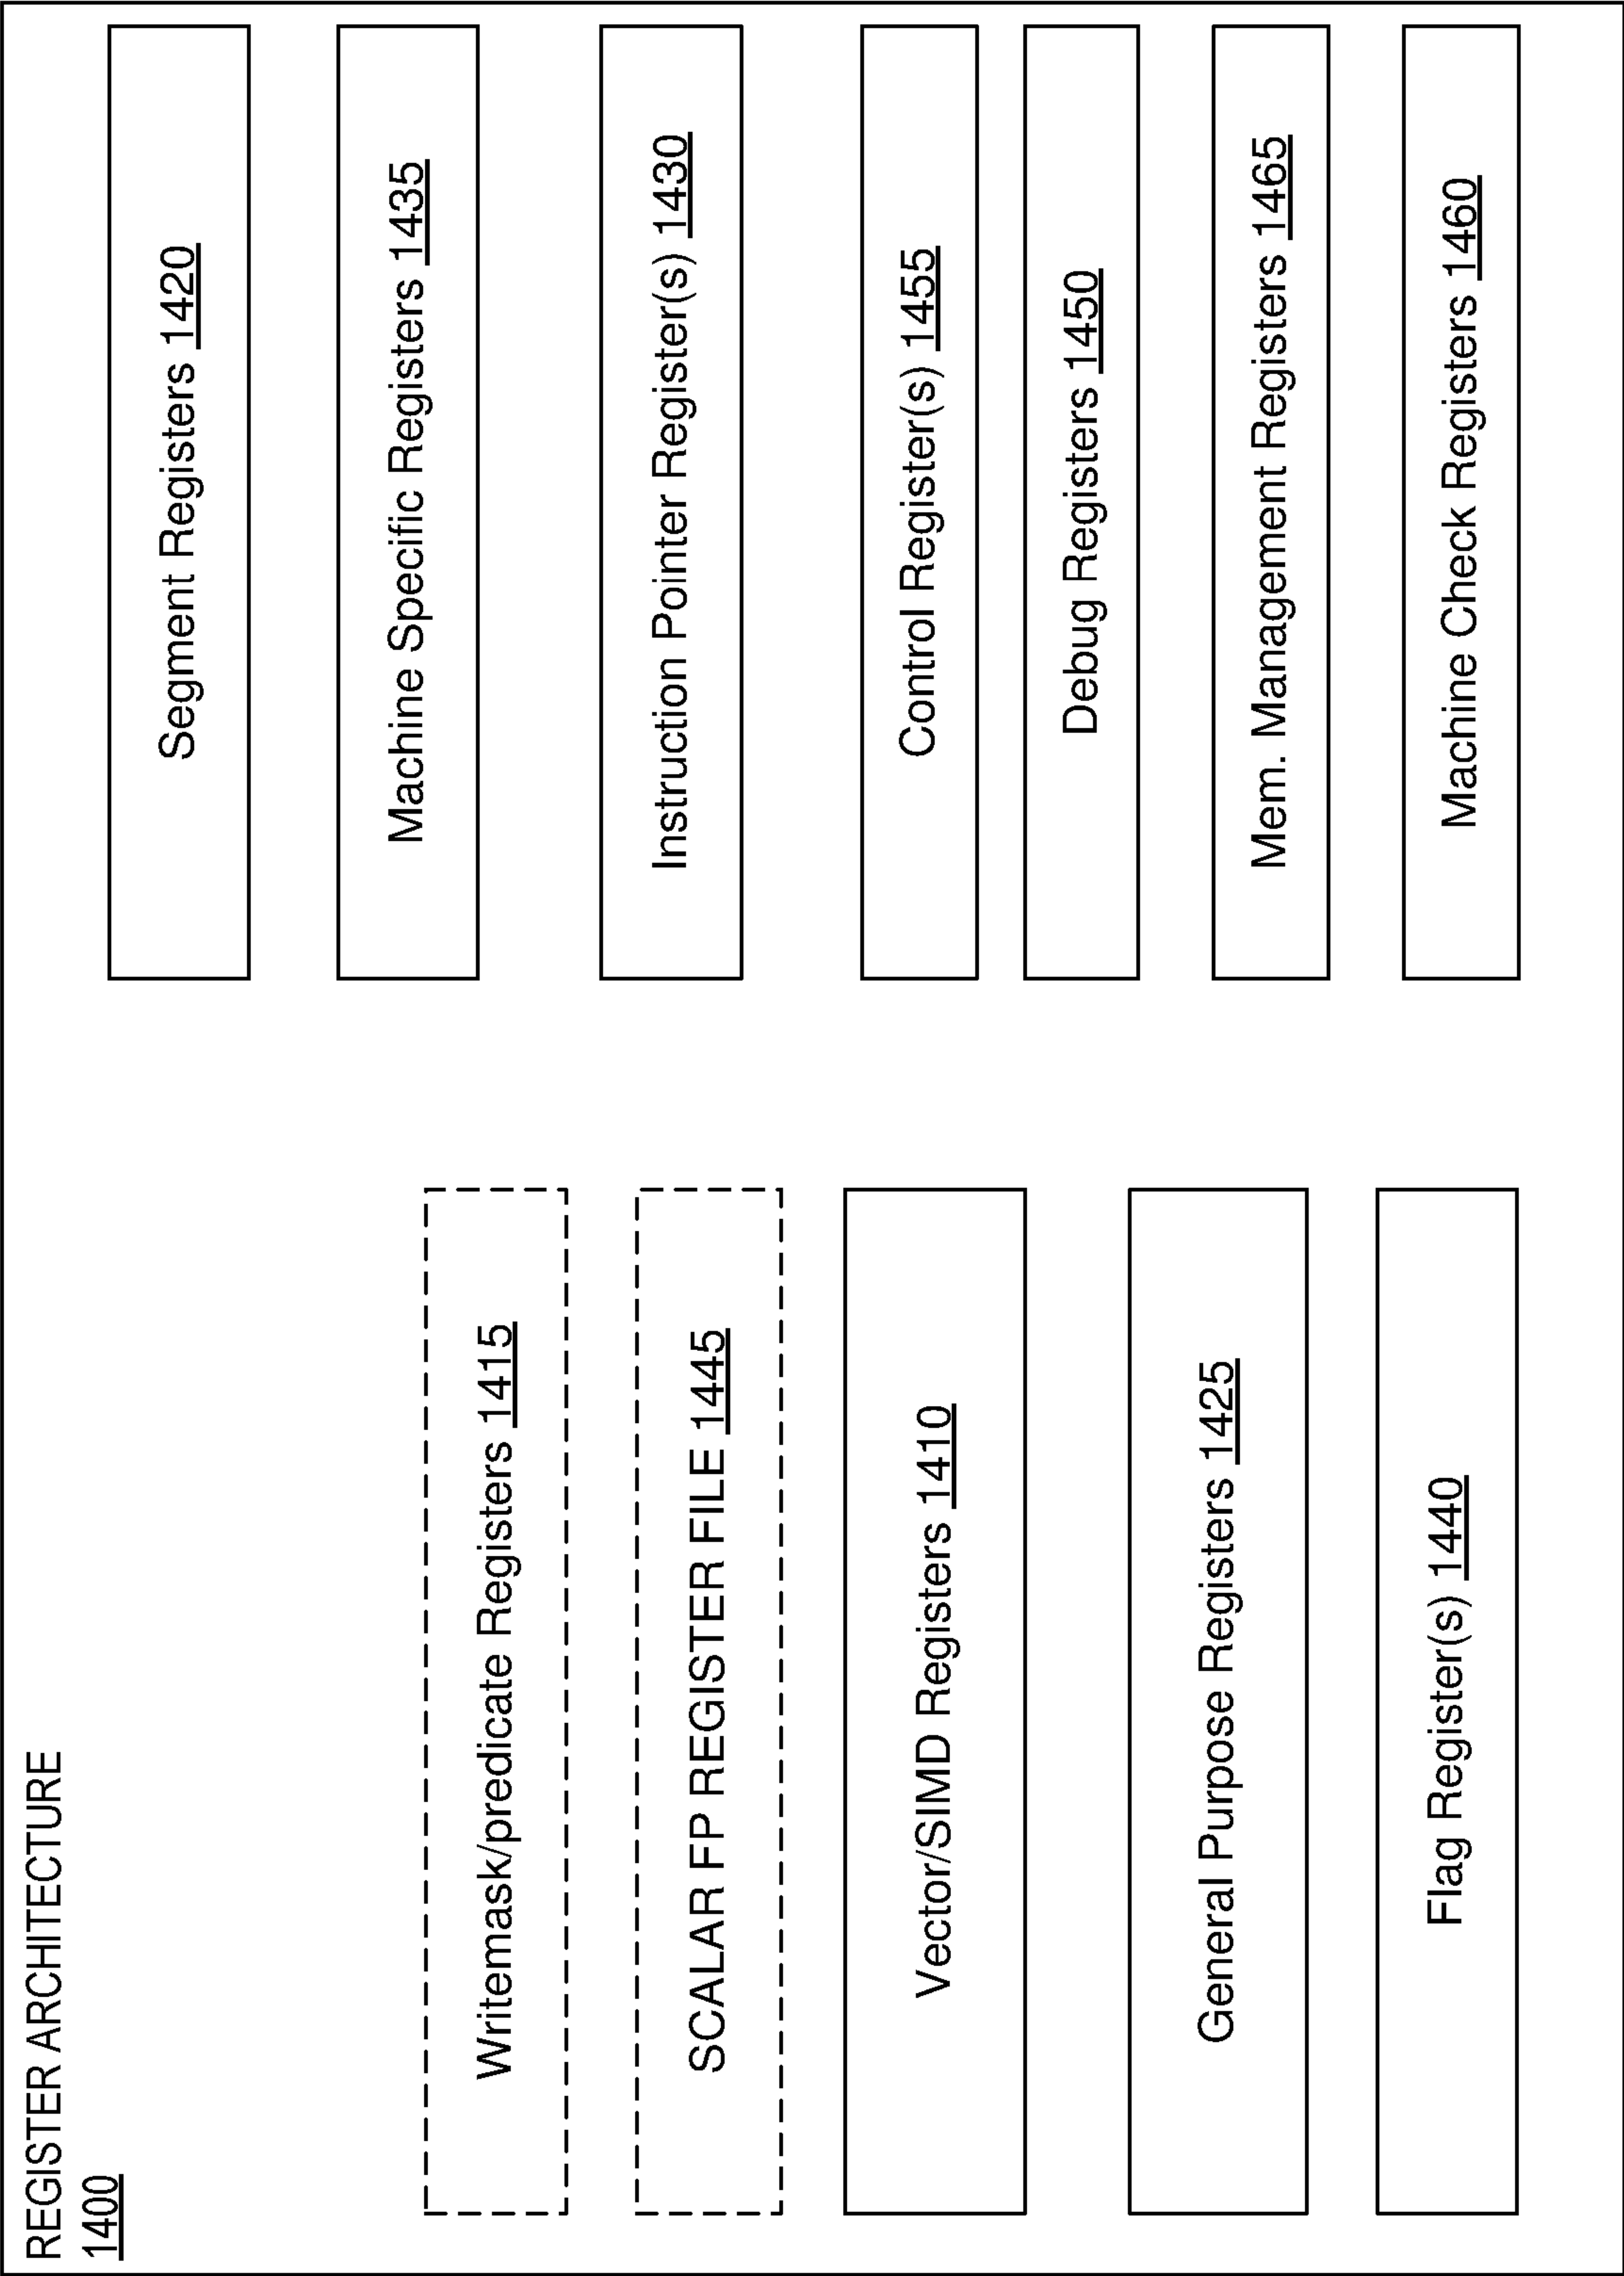 REGISTER ARCHITECTURE
1400
Writemask/predicate Registers 1415
SCALAR FP REGISTER FILE 1445
Vector/SIMD Registers 1410
General Purpose Registers 1425
Flag Register(s) 1440
Segment Registers 1420
Machine Specific Registers 1435
Instruction Pointer Register(s) 1430
Control Register(s) 1455
Debug Registers 1450
Mem. Management Registers 1465
Machine Check Registers 1460